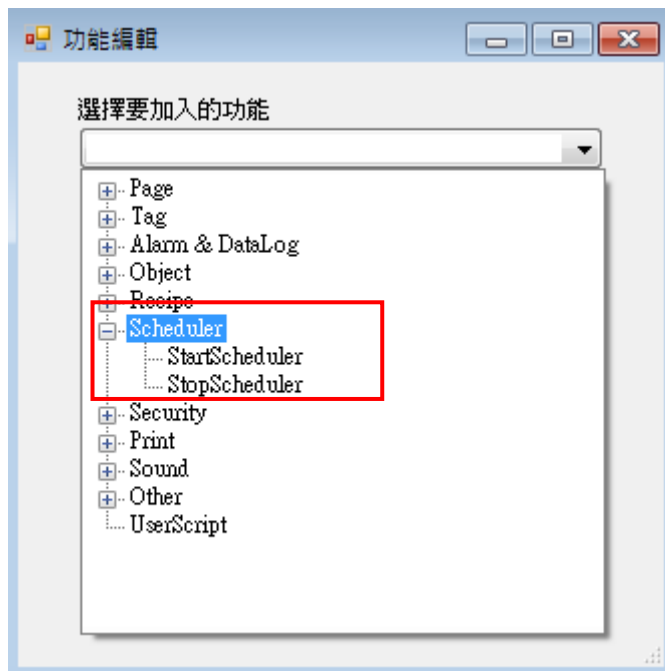 功能編輯
選擇要加入的功能
Page
Tag
Alarm & DataLog
Object
Recipe
Scheduler
StartScheduler
StopScheduler
Security
Print
Sound
Other
UserScript